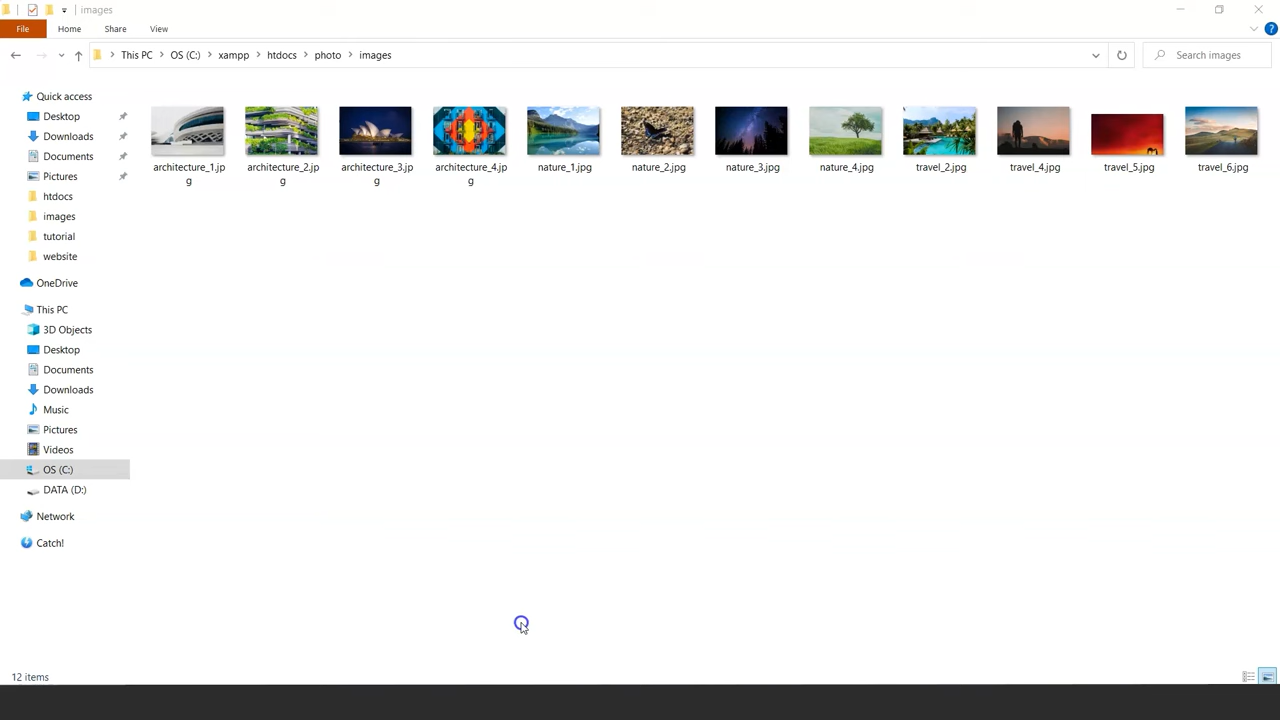 images
File Home Share View
This PC OS (C:) xampp htdocs photo images Search images
Quick access
Desktop
Downloads
Documents
Pictures
htdocs
images
tutorial
website
OneDrive
This PC
3D Objects
Desktop
Documents
Downloads
Music
Pictures
Videos
OS (C:)
DATA (D:)
Network
Catch!
architecture_1.jp
g
architecture_2.jp
g
architecture_3.jp
g
architecture_4.jp
g
nature_1.jpg
nature_2.jpg
nature_3.jpg
nature_4.jpg
travel_2.jpg
travel_4.jpg
travel_5.jpg
travel_6.jpg
12 items